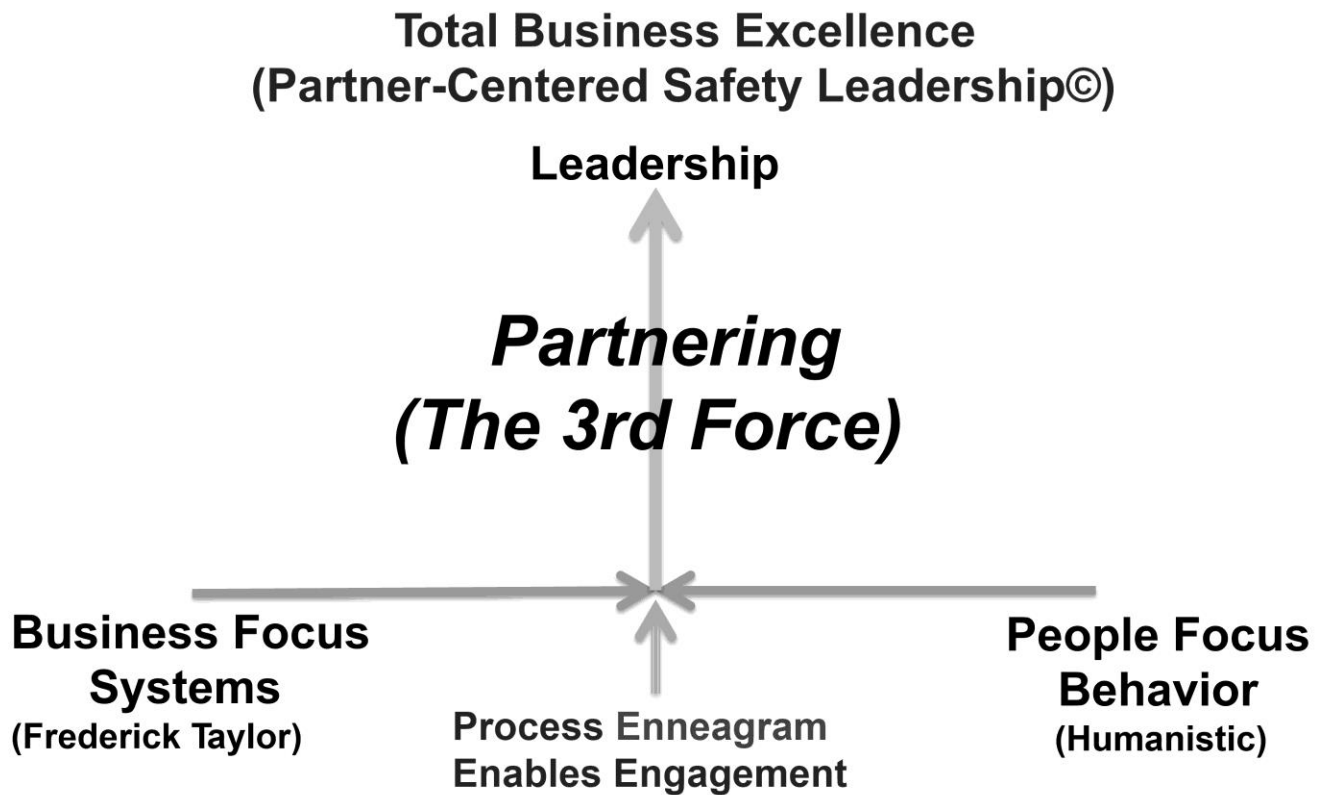 Total Business Excellence
(Partner-Centered Safety Leadership©)
Leadership
Partnering
(The 3rd Force)
Business Focus
Systems
(Frederick Taylor)
People Focus
Behavior
(Humanistic)
Process Enneagram
Enables Engagement